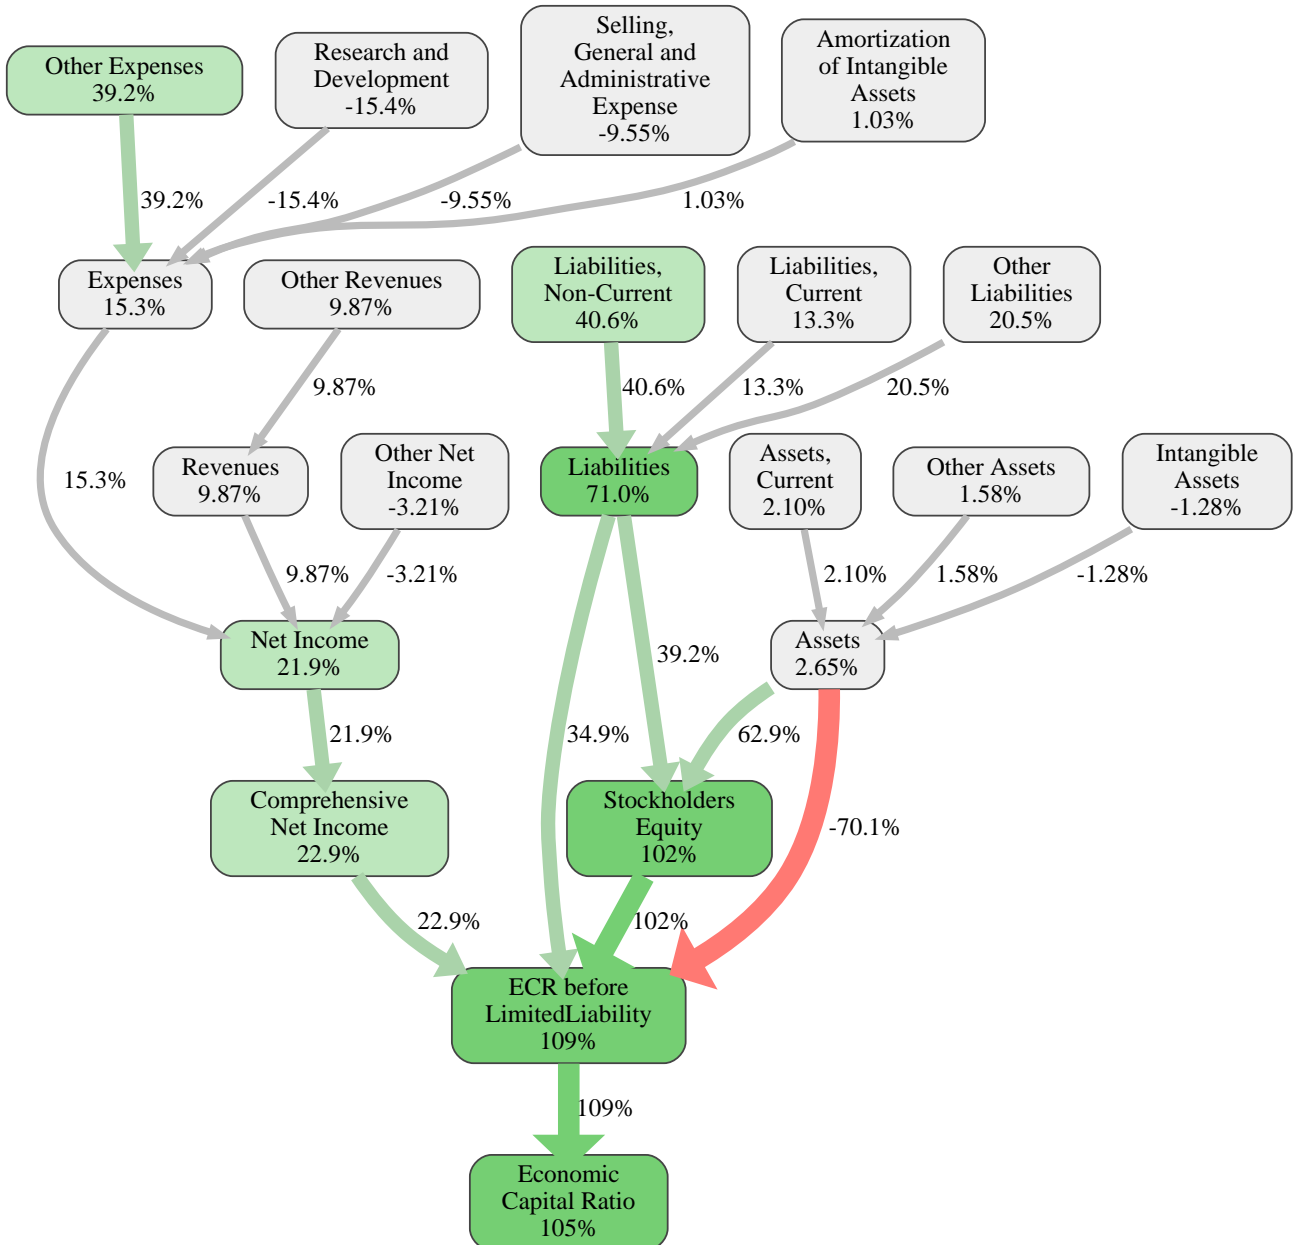 Other Expenses
39.2%
Research and
Development
-15.4%
Selling,
General and
Administrative
Expense
-9.55%
Amortization
of Intangible
Assets
1.03%
39.2%
-15.4%
-9.55%
1.03%
Expenses
15.3%
Other Revenues
9.87%
Liabilities,
Non-Current
40.6%
Liabilities,
Current
13.3%
Other
Liabilities
20.5%
9.87%
40.6%
13.3%
20.5%
15.3%
Revenues
9.87%
Other Net
Income
-3.21%
Liabilities
71.0%
Assets,
Current
2.10%
Other Assets
1.58%
Intangible
Assets
-1.28%
9.87%
-3.21%
2.10%
1.58%
-1.28%
Net Income
21.9%
39.2%
Assets
2.65%
21.9%
34.9%
62.9%
Comprehensive
Net Income
22.9%
Stockholders
Equity
102%
-70.1%
22.9%
102%
ECR before
LimitedLiability
109%
109%
Economic
Capital Ratio
105%